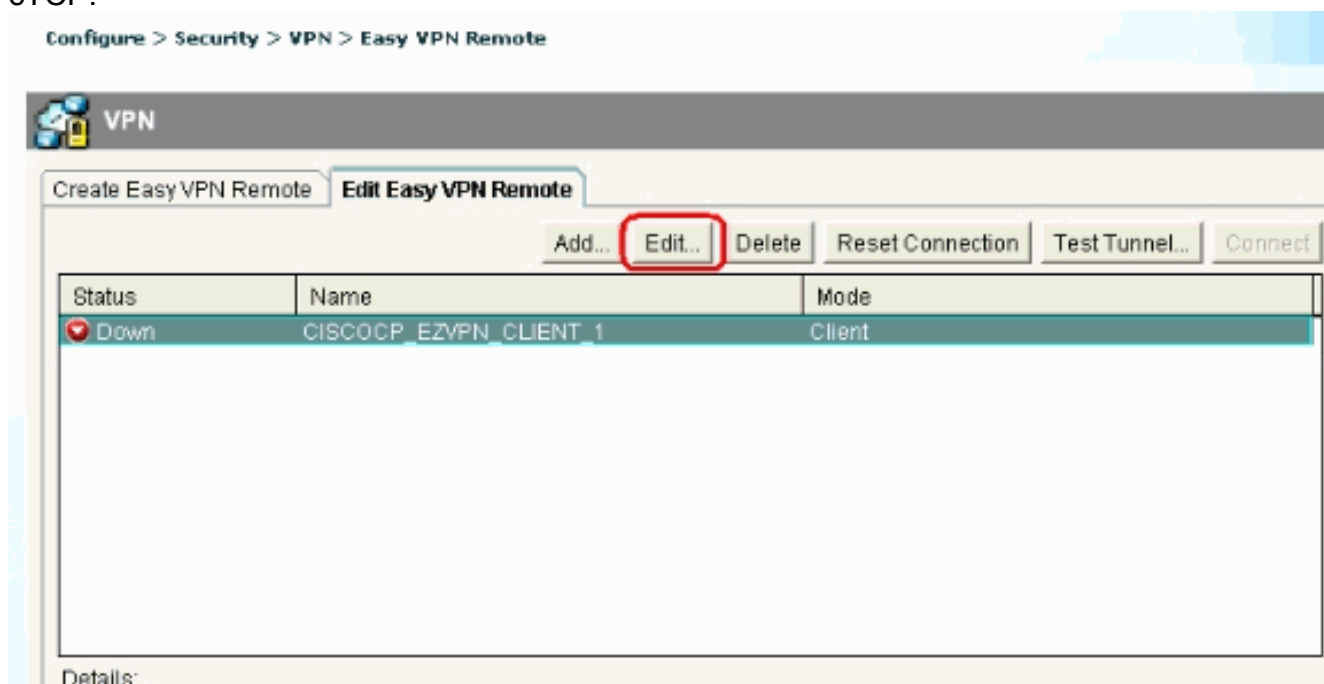 Configure > Security > VPN > Easy VPN Remote
VPN
Create Easy VPN Remote Edit Easy VPN Remote
Add... Edit... Delete Reset Connection Test Tunnel... Connect
Status Name Mode
Down CISCOCP_EZVPN_CLIENT_1 Client
Details: